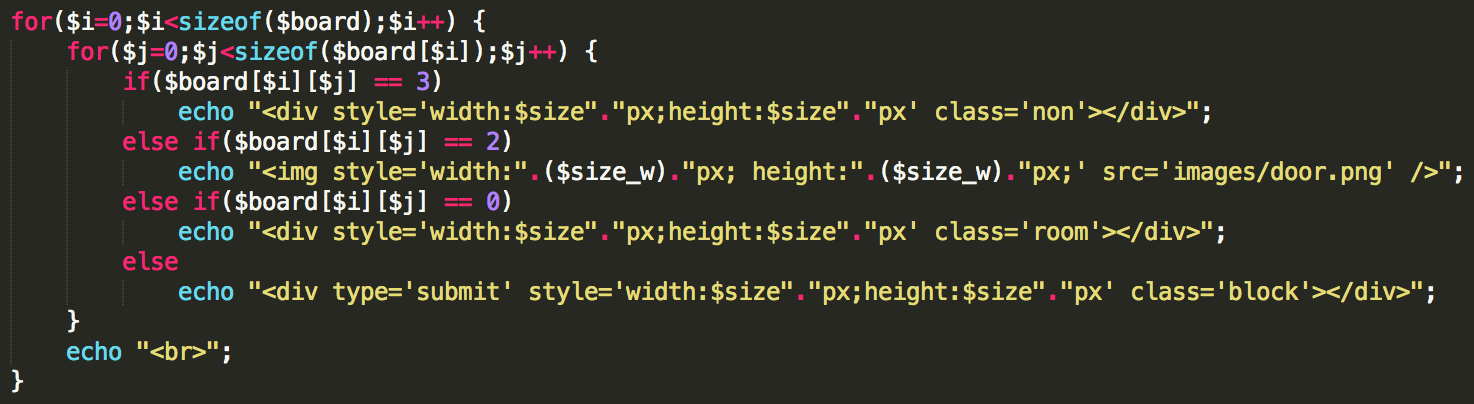 for($i=0;$i<sizeof($board);$i++) {
    for($j=0;$j<sizeof($board[$i]);$j++) {
        if($board[$i][$j] == 3)
            echo "<div style='width:$size"."px;height:$size"."px' class='non'></div>";
        else if($board[$i][$j] == 2)
            echo "<img style='width:".($size_w)."px; height:".($size_w)."px;' src='images/door.png' />";
        else if($board[$i][$j] == 0)
            echo "<div style='width:$size"."px;height:$size"."px' class='room'></div>";
        else
            echo "<div type='submit' style='width:$size"."px;height:$size"."px' class='block'></div>";
    }
    echo "<br>";
}